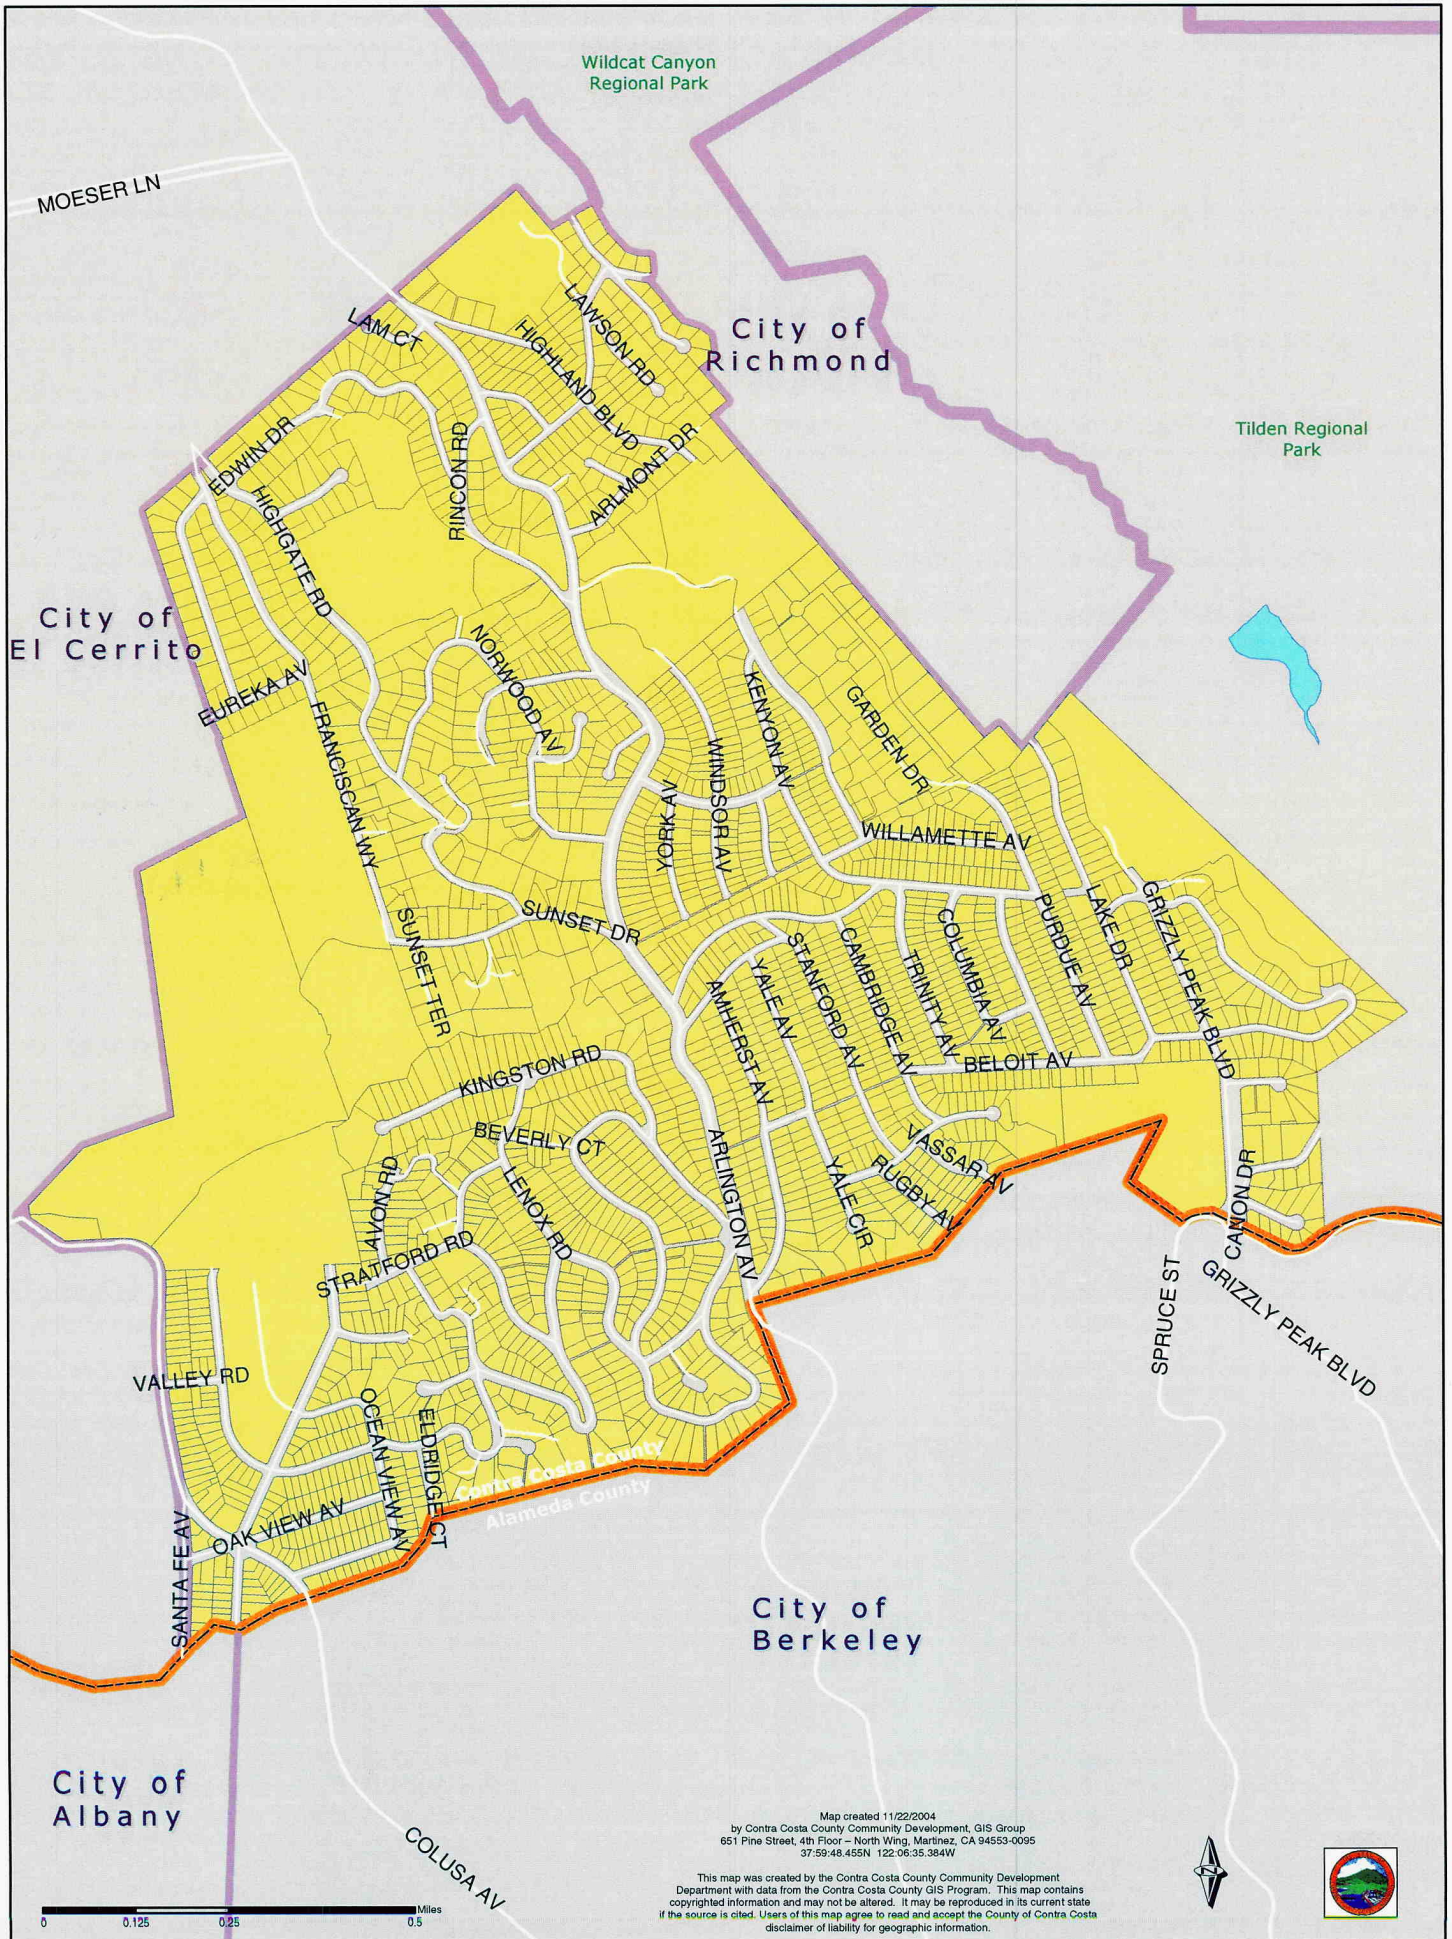 Wildcat Canyon
Regional Park
MOESER LN
LAM CT
LAWSON RD
HIGHLAND BLVD
City of
Richmond
EDWIN DR
RINCON RD
ARLMONT DR
Tilden Regional
Park
HIGHGATE RD
City of
El Cerrito
NORWOOD AV
EUREKA AV
KENYON AV
GARDEN DR
FRANCISCAN WY
WINDSOR AV
YORK AV
WILLAMETTE AV
SUNSET DR
SUNSET TER
PURDUE AV
LAKE DR
GRIZZLY PEAK BLVD
STANFORD AV
CAMBRIDGE AV
TRINITY AV
COLUMBIA AV
YALE AV
AMHERST AV
KINGSTON RD
BELOIT AV
BEVERLY CT
ARLINGTON AV
VASSAR AV
RUGBY AV
YALE CIR
AVON RD
LENOX RD
CANON DR
STRATFORD RD
SPRUCE ST
GRIZZLY PEAK BLVD
VALLEY RD
OCEAN VIEW AV
ELDRIDGE CT
Contra Costa County
Alameda County
OAK VIEW AV
SANTA FE AV
City of
Berkeley
City of
Albany
COLUSA AV
Map created 11/22/2004
by Contra Costa County Community Development, GIS Group
651 Pine Street, 4th Floor – North Wing, Martinez, CA 94553-0095
37:59:48.455N 122:06:35.384W
This map was created by the Contra Costa County Community Development
Department with data from the Contra Costa County GIS Program. This map contains
copyrighted information and may not be altered. It may be reproduced in its current state
if the source is cited. Users of this map agree to read and accept the County of Contra Costa
disclaimer of liability for geographic information.
Miles
0 0.125 0.25 0.5
N